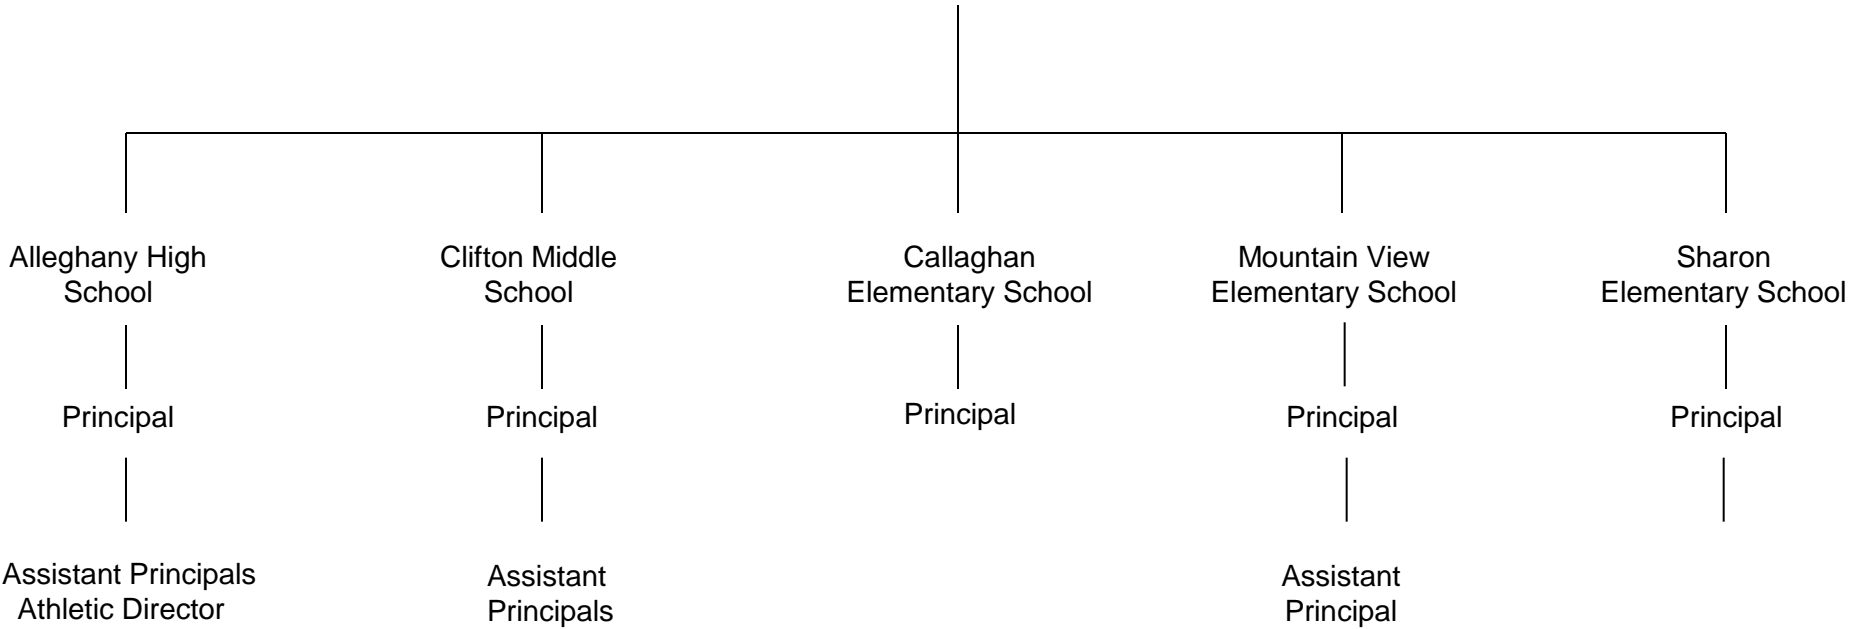 Alleghany High
School
Clifton Middle
School
Callaghan
Elementary School
Mountain View
Elementary School
Sharon
Elementary School
Principal
Principal
Principal
Principal
Principal
Assistant Principals
Athletic Director
Assistant
Principals
Assistant
Principal